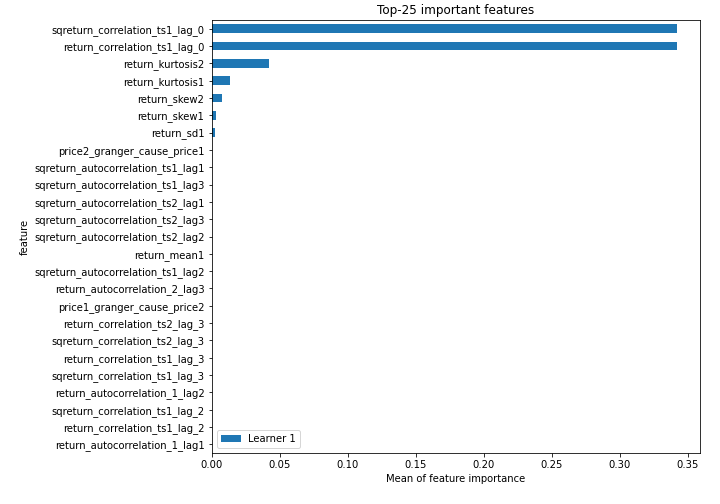 Top-25 important features
sqreturn_correlation_ts1_lag_0
return_correlation_ts1_lag_0
return_kurtosis2
return_kurtosis1
return_skew2
return_skew1
return_sd1
price2_granger_cause_price1
sqreturn_autocorrelation_ts1_lag1
sqreturn_autocorrelation_ts1_lag3
sqreturn_autocorrelation_ts2_lag1
sqreturn_autocorrelation_ts2_lag3
sqreturn_autocorrelation_ts2_lag2
return_mean1
sqreturn_autocorrelation_ts1_lag2
return_autocorrelation_2_lag3
price1_granger_cause_price2
return_correlation_ts2_lag_3
sqreturn_correlation_ts2_lag_3
return_correlation_ts1_lag_3
sqreturn_correlation_ts1_lag_3
return_autocorrelation_1_lag2
sqreturn_correlation_ts1_lag_2
return_correlation_ts1_lag_2
return_autocorrelation_1_lag1
feature
Learner 1
0.00 0.05 0.10 0.15 0.20 0.25 0.30 0.35
Mean of feature importance